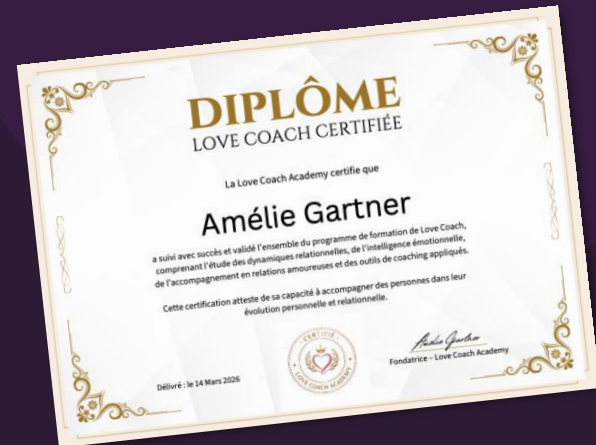 DIPLÔME
LOVE COACH CERTIFIÉE
La Love Coach Academy certifie que
Amélie Gartner
a suivi avec succès et validé l'ensemble du programme de formation de Love Coach,
comprenant l'étude des dynamiques relationnelles, de l'intelligence émotionnelle,
de l'accompagnement en relations amoureuses et des outils de coaching appliqués.
Cette certification atteste de sa capacité à accompagner des personnes dans leur
évolution personnelle et relationnelle.
CERTIFIÉ
LOVE COACH ACADEMY
Fondatrice – Love Coach Academy
Délivré : le 14 Mars 2026